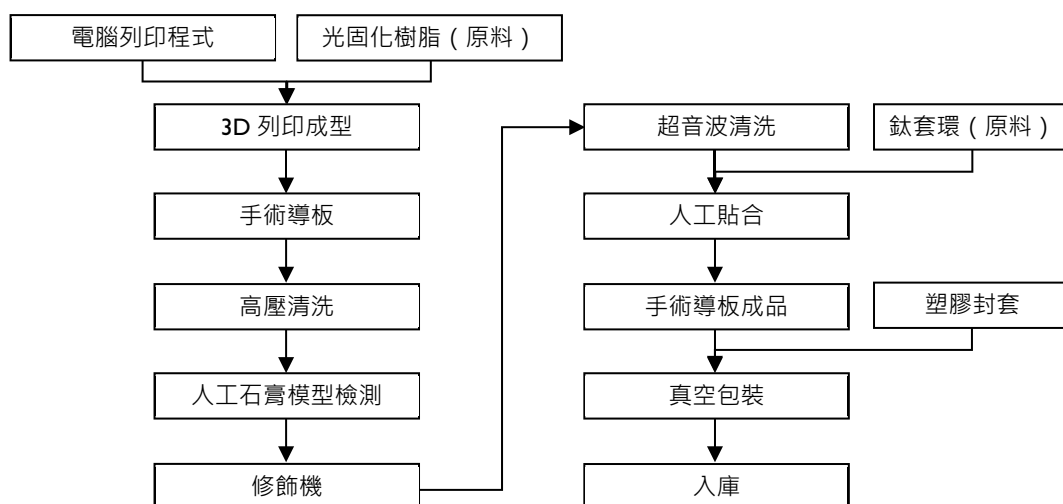 電腦列印程式
光固化樹脂（原料）
3D 列印成型
手術導板
高壓清洗
人工石膏模型檢測
修飾機
超音波清洗
鈦套環（原料）
人工貼合
手術導板成品
塑膠封套
真空包裝
入庫